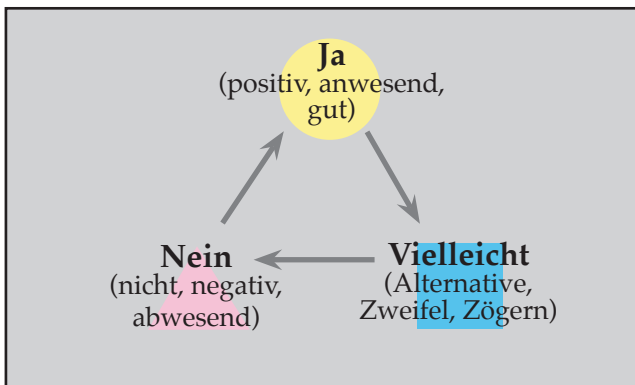 Ja
(positiv, anwesend,
gut)
Nein
(nicht, negativ,
abwesend)
Vielleicht
(Alternative,
Zweifel, Zögern)